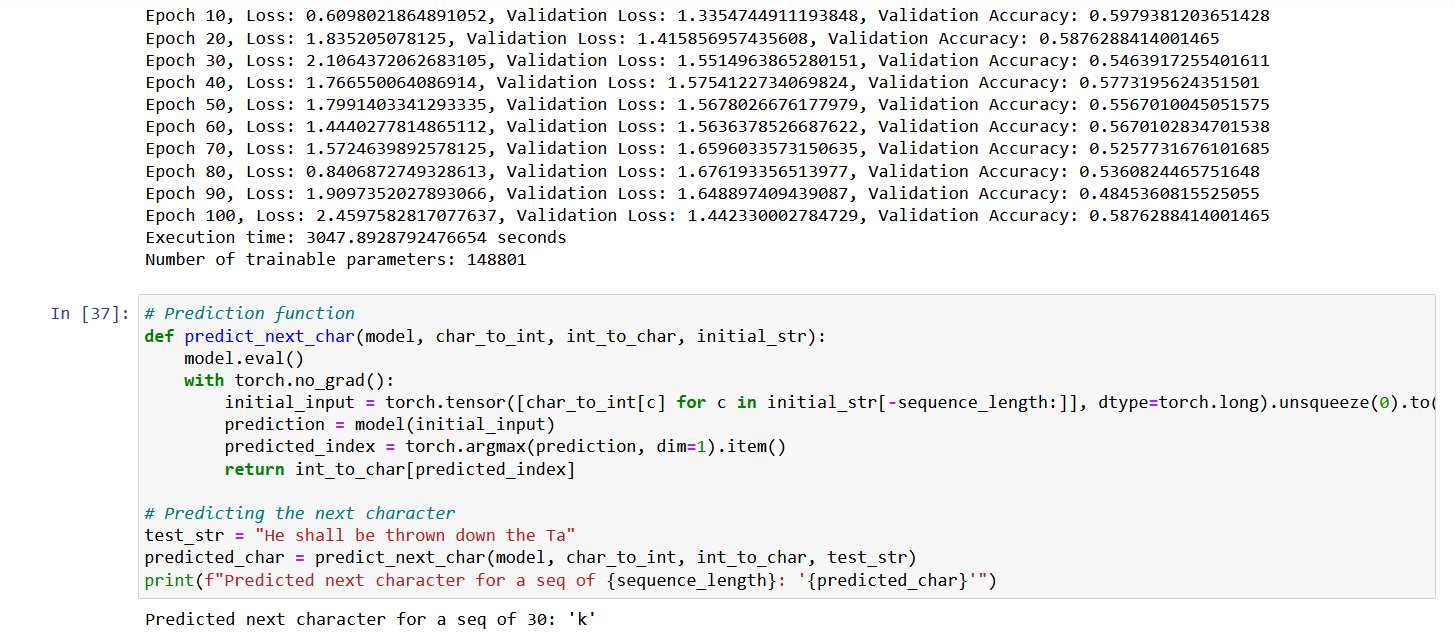 Epoch 10, Loss: 0.6098021864891052, Validation Loss: 1.3354744911193848, Validation Accuracy: 0.5979381203651428
Epoch 20, Loss: 1.835205078125, Validation Loss: 1.415856957435608, Validation Accuracy: 0.5876288414001465
Epoch 30, Loss: 2.1064372062683105, Validation Loss: 1.5514963865280151, Validation Accuracy: 0.5463917255401611
Epoch 40, Loss: 1.766550064086914, Validation Loss: 1.5754122734069824, Validation Accuracy: 0.5773195624351501
Epoch 50, Loss: 1.7991403341293335, Validation Loss: 1.5678026676177979, Validation Accuracy: 0.5567010045051575
Epoch 60, Loss: 1.4440277814865112, Validation Loss: 1.5636378526687622, Validation Accuracy: 0.5670102834701538
Epoch 70, Loss: 1.5724639892578125, Validation Loss: 1.6596033573150635, Validation Accuracy: 0.5257731676101685
Epoch 80, Loss: 0.8406872749328613, Validation Loss: 1.676193356513977, Validation Accuracy: 0.5360824465751648
Epoch 90, Loss: 1.9097352027893066, Validation Loss: 1.648897409439087, Validation Accuracy: 0.4845360815525055
Epoch 100, Loss: 2.4597582817077637, Validation Loss: 1.442330002784729, Validation Accuracy: 0.5876288414001465
Execution time: 3047.8928792476654 seconds
Number of trainable parameters: 148801
In [37]: # Prediction function
def predict_next_char(model, char_to_int, int_to_char, initial_str):
    model.eval()
    with torch.no_grad():
        initial_input = torch.tensor([char_to_int[c] for c in initial_str[-sequence_length:]], dtype=torch.long).unsqueeze(0).to(
        prediction = model(initial_input)
        predicted_index = torch.argmax(prediction, dim=1).item()
        return int_to_char[predicted_index]
# Predicting the next character
test_str = "He shall be thrown down the Ta"
predicted_char = predict_next_char(model, char_to_int, int_to_char, test_str)
print(f"Predicted next character for a seq of {sequence_length}: '{predicted_char}'")
Predicted next character for a seq of 30: 'k'